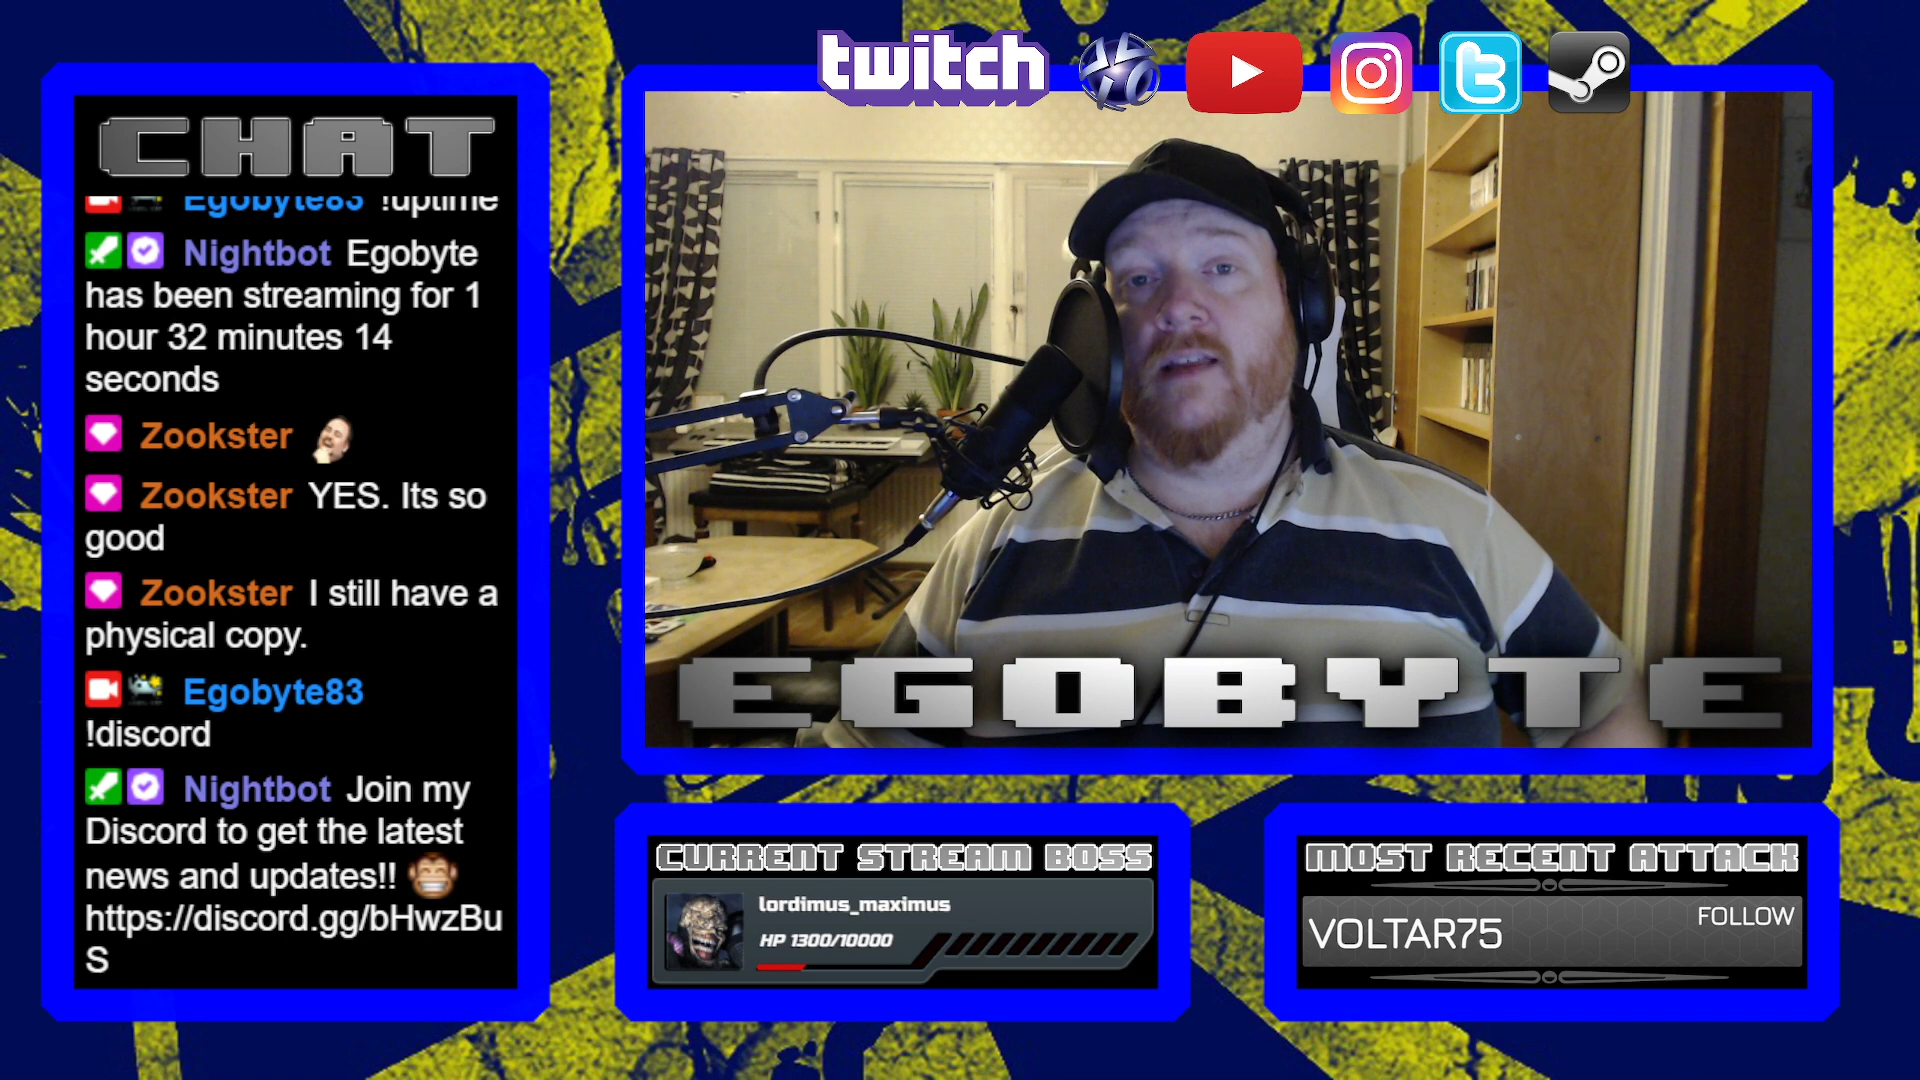 twitch
CHAT
Egobyte83 !uptime
Nightbot Egobyte
has been streaming for 1
hour 32 minutes 14
seconds
Zookster
Zookster YES. Its so
good
Zookster I still have a
physical copy.
Egobyte83
!discord
Nightbot Join my
Discord to get the latest
news and updates!!
https://discord.gg/bHwzBu
S
EGOBYTE
CURRENT STREAM BOSS
lordimus_maximus
HP 1300/10000
MOST RECENT ATTACK
FOLLOW
VOLTAR75